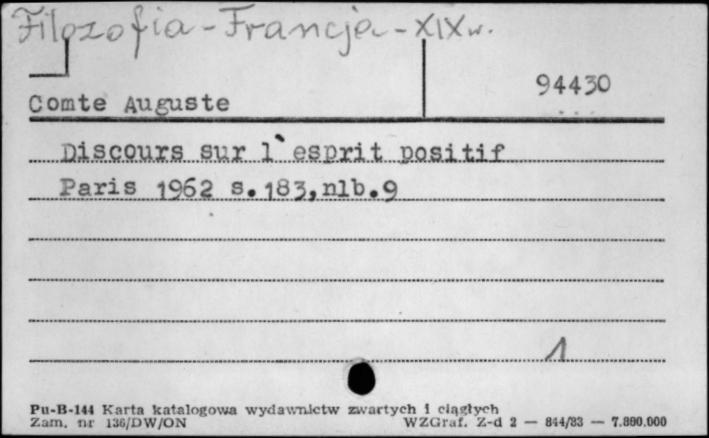 Filozofia - Francja - XIX w.
94430
Comte Auguste
Discours sur l`esprit positif
Paris 1962 s.183,nlb.9
1
Pu-B-144 Karta katalogowa wydawnictw zwartych i ciągłych
Zam. nr 136/DW/ON WZGraf. Z-d 2 — 844/83 — 7.890.000